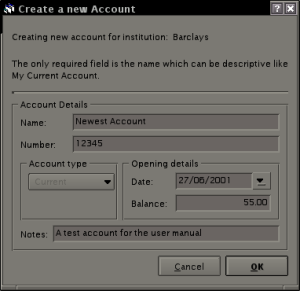 Create a new Account
Creating new account for institution: Barclays
The only required field is the name which can be descriptive like
My Current Account.
Account Details
Name: Newest Account
Number: 12345
Account type
Opening details
Current
Date: 27/06/2001
Balance: 55.00
Notes: A test account for the user manual
Cancel
OK